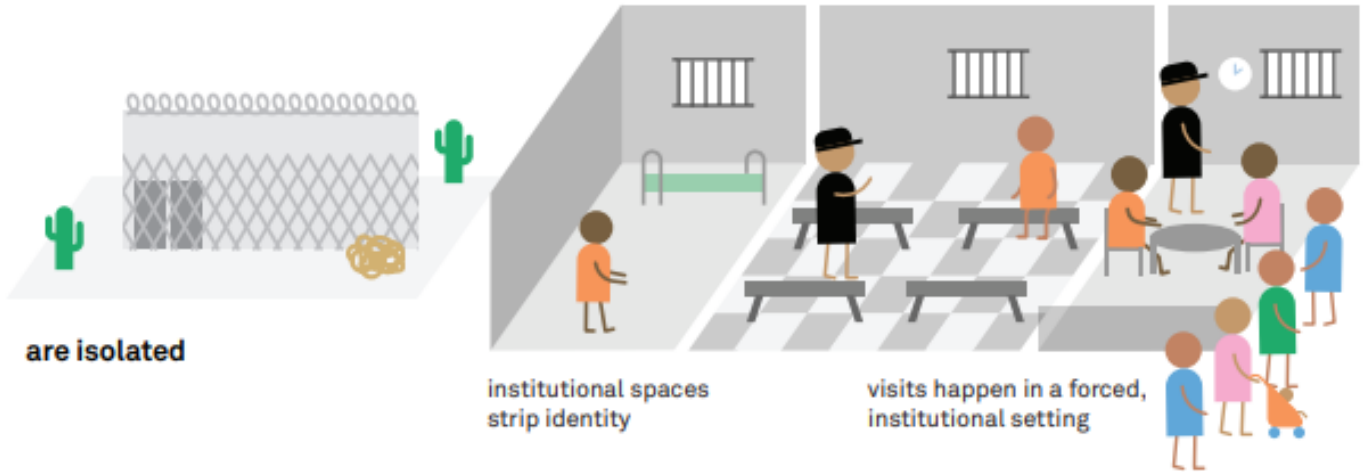 are isolated
institutional spaces
strip identity
visits happen in a forced,
institutional setting